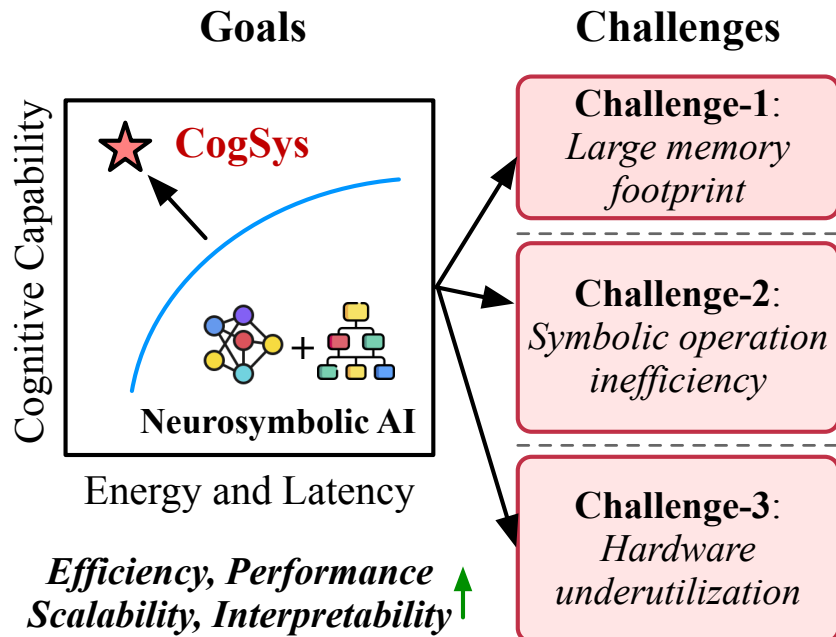 Goals
Cognitive Capability
CogSys
+
Neurosymbolic AI
Energy and Latency
Efficiency, Performance
Scalability, Interpretability
Challenges
Challenge-1:
Large memory
footprint
Challenge-2:
Symbolic operation
inefficiency
Challenge-3:
Hardware
underutilization